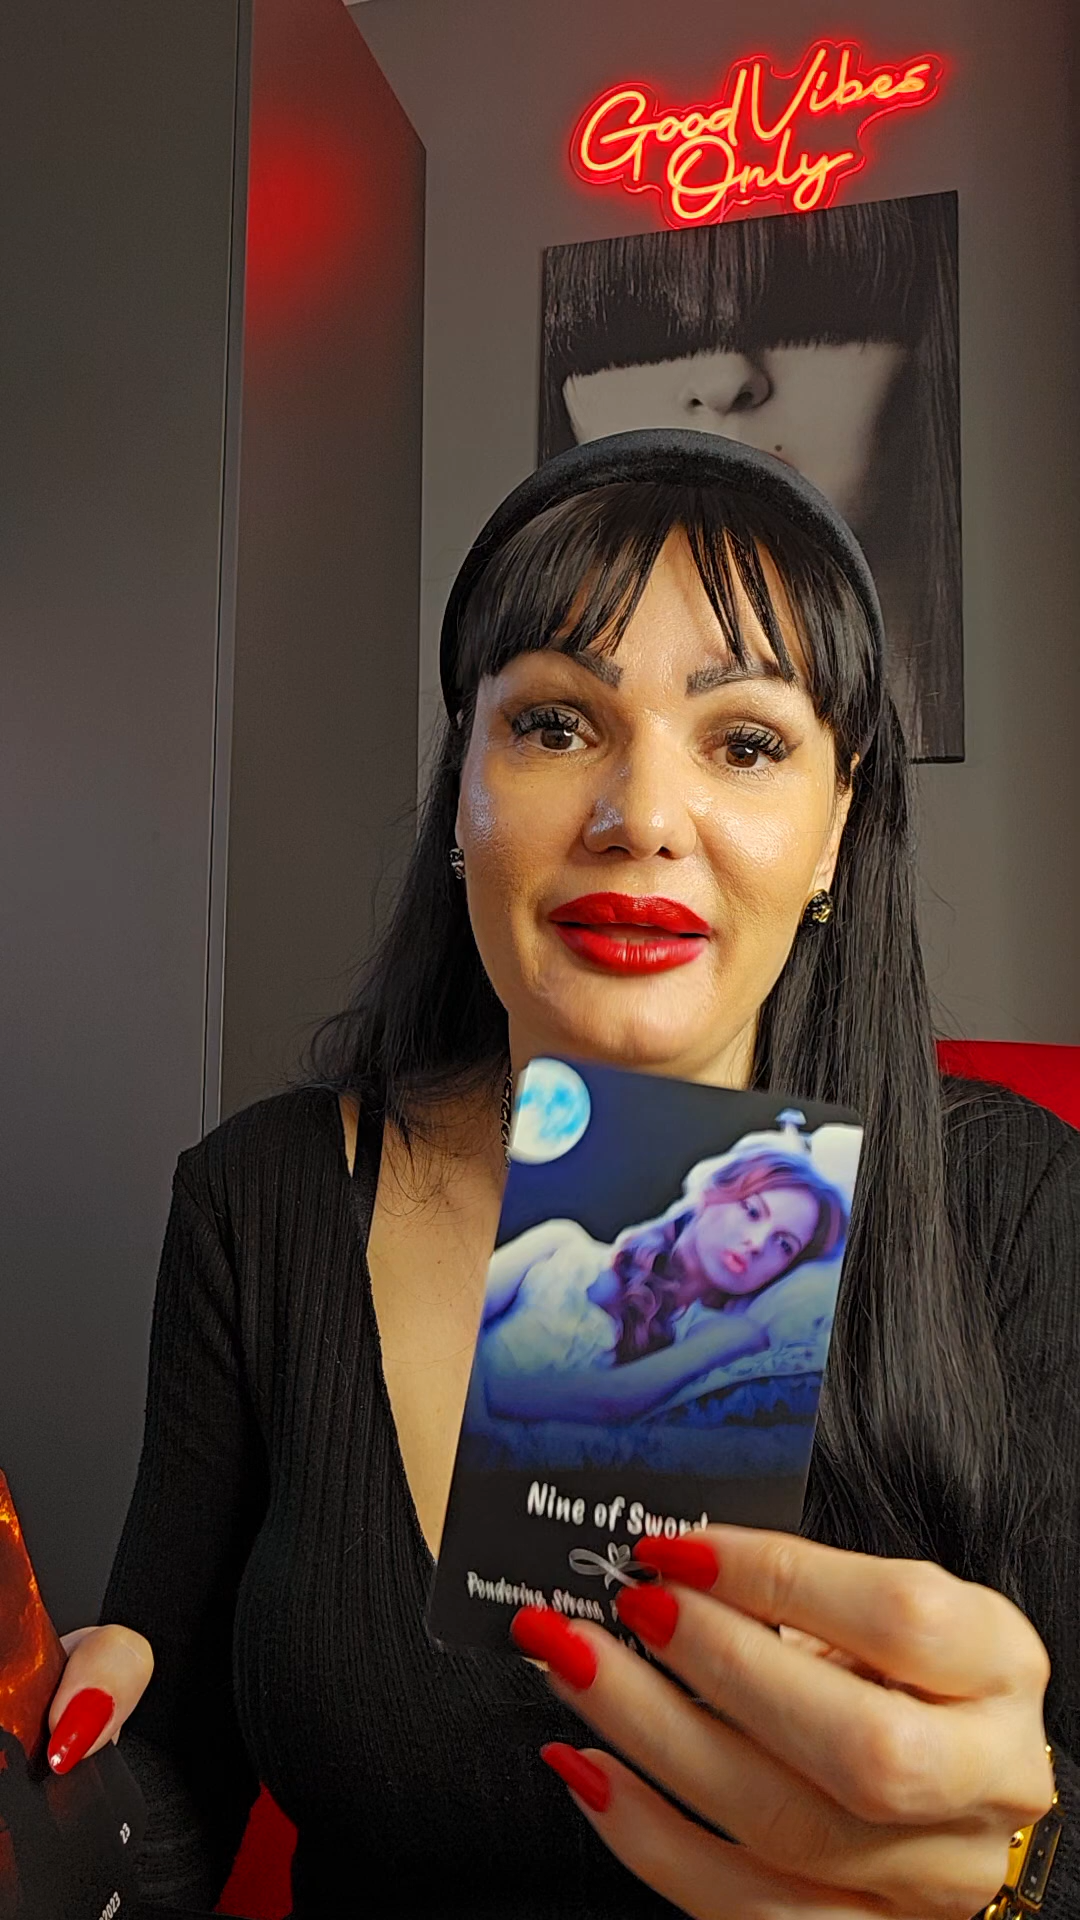 Good Vibes
Only
Nine of Sword
Pondering, Stress,
23
2023